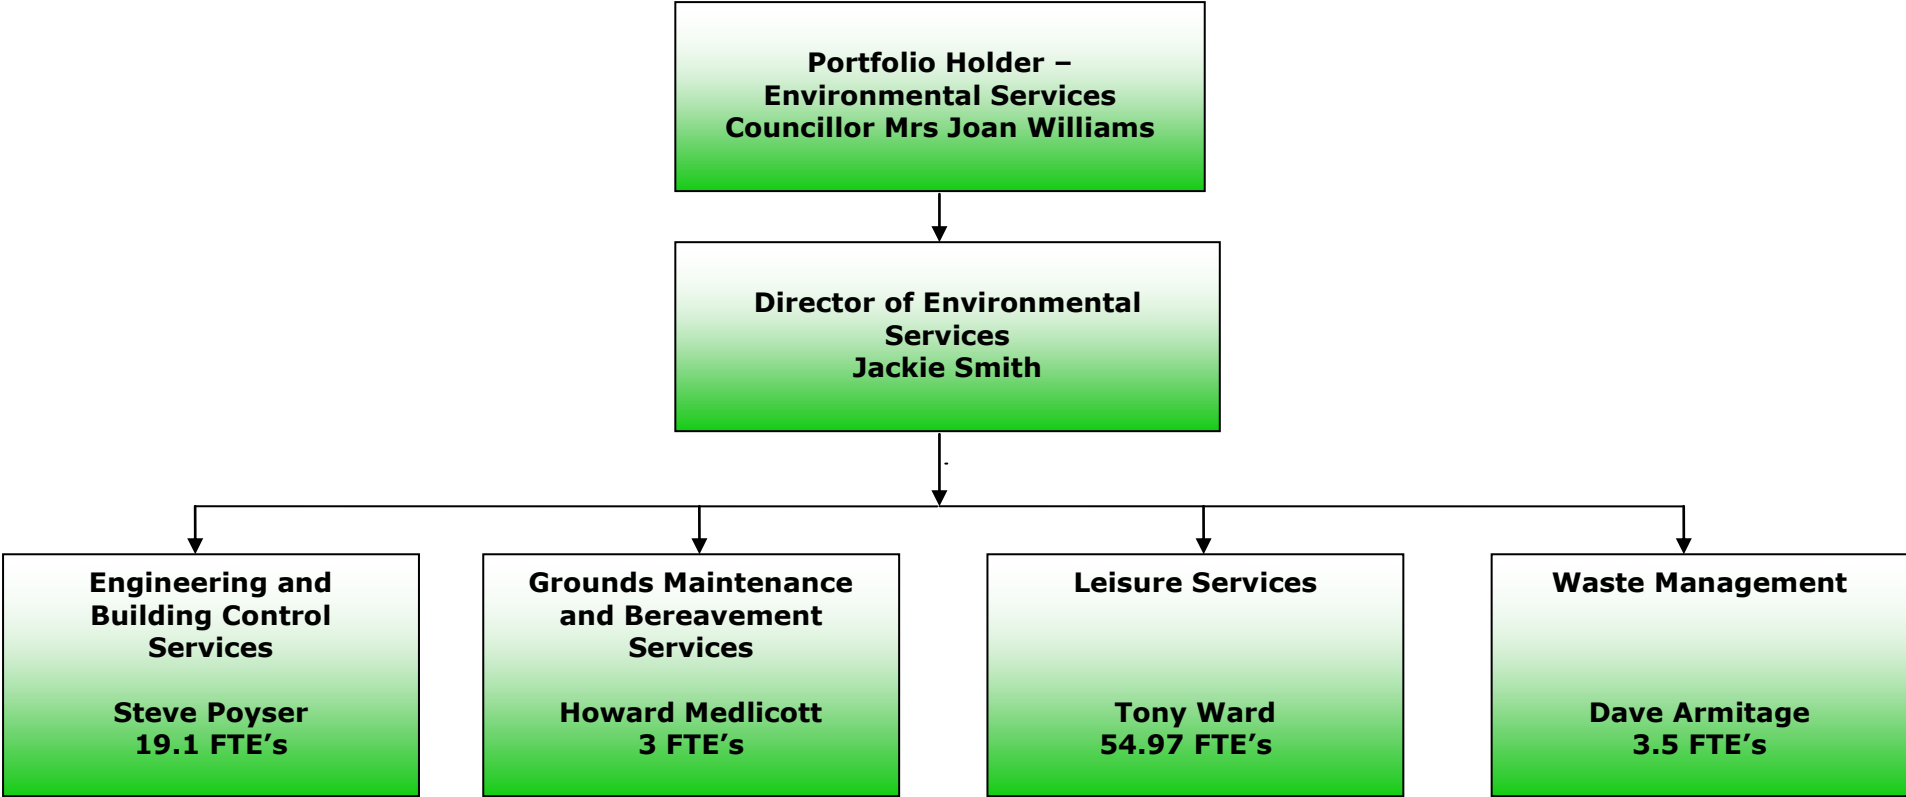 Portfolio Holder –
Environmental Services
Councillor Mrs Joan Williams
Director of Environmental
Services
Jackie Smith
Engineering and
Building Control
Services
Steve Poyser
19.1 FTE’s
Grounds Maintenance
and Bereavement
Services
Howard Medlicott
3 FTE’s
Leisure Services
Tony Ward
54.97 FTE’s
Waste Management
Dave Armitage
3.5 FTE’s